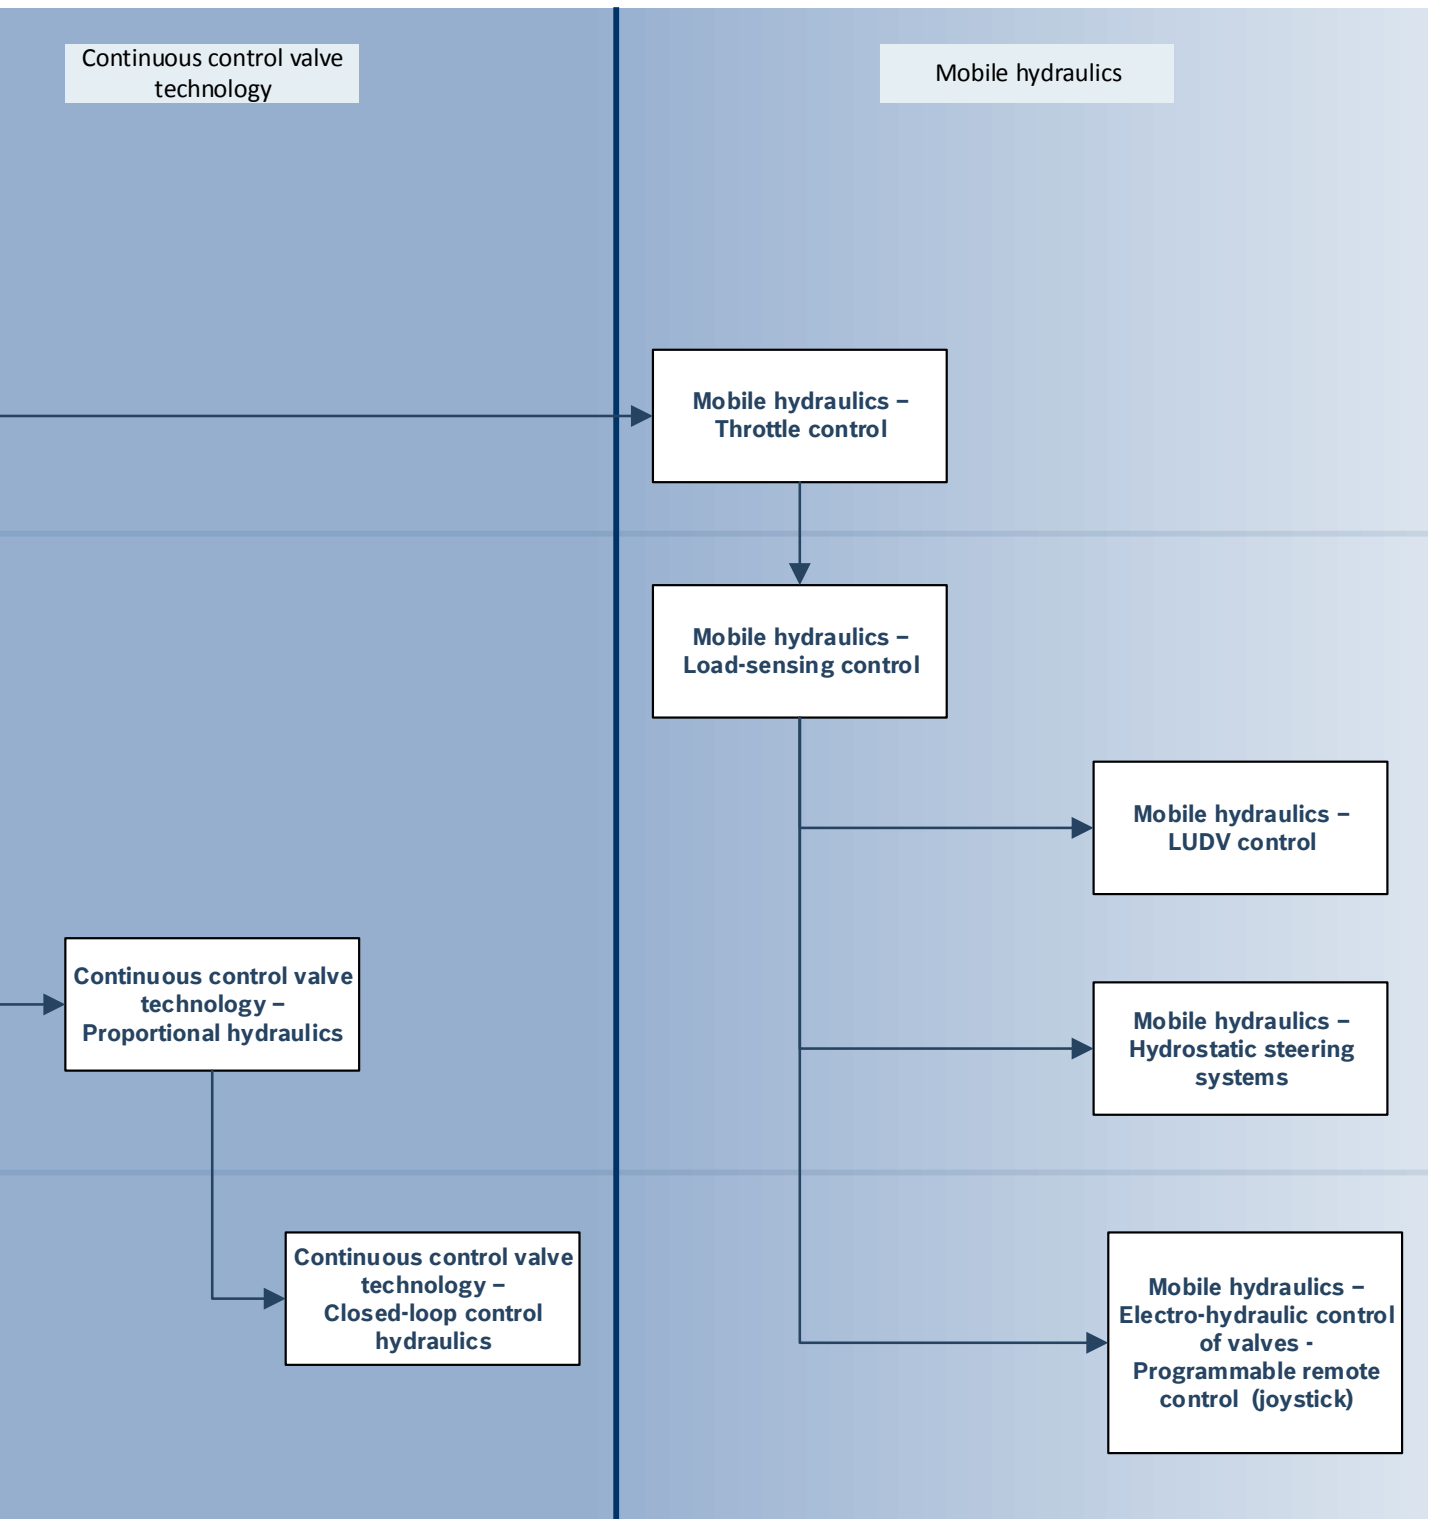 Continuous control valve
technology
Mobile hydraulics
Mobile hydraulics –
Throttle control
Mobile hydraulics –
Load-sensing control
Mobile hydraulics –
LUDV control
Continuous control valve
technology –
Proportional hydraulics
Mobile hydraulics –
Hydrostatic steering
systems
Continuous control valve
technology –
Closed-loop control
hydraulics
Mobile hydraulics –
Electro-hydraulic control
of valves -
Programmable remote
control (joystick)